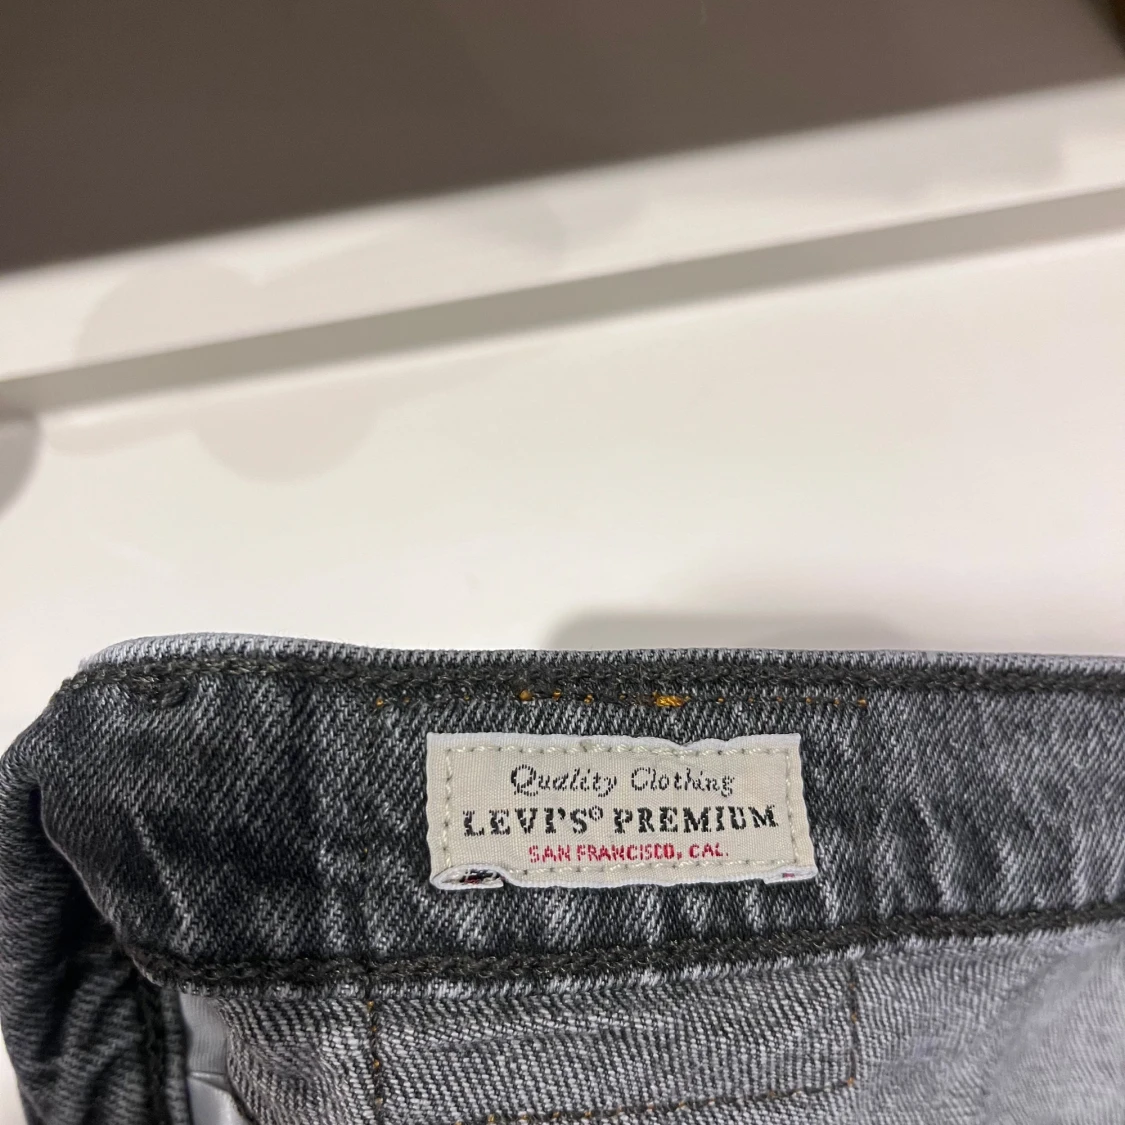 Quality Clothing
LEVI'S® PREMIUM
SAN FRANCISCO, CAL.